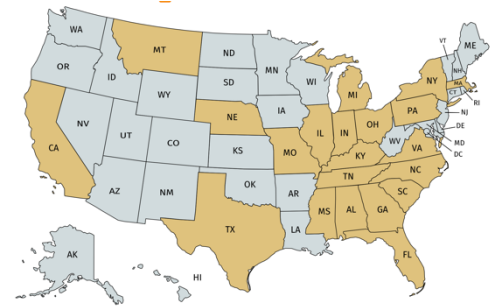 WA
MT
ND
MN
VT
ME
OR
ID
SD
WI
NH
WY
MI
NY
MA
CT
RI
NV
NE
IA
PA
NJ
UT
CO
IL
IN
OH
DE
CA
KS
MO
WV
VA
MD
DC
KY
AZ
NM
OK
AR
TN
NC
SC
TX
LA
MS
AL
GA
FL
AK
HI